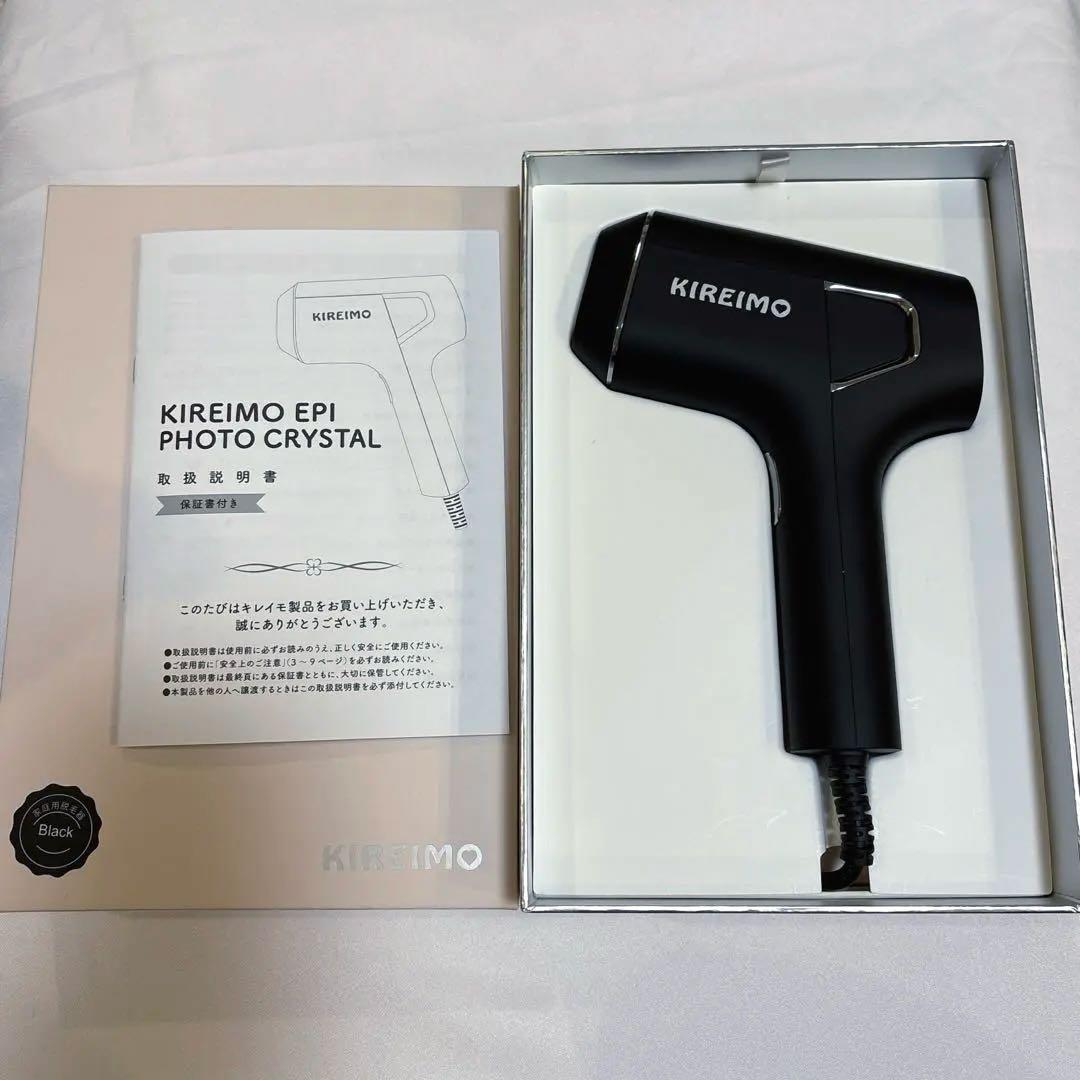 KIREIMO
KIREIMO EPI
PHOTO CRYSTAL
取扱説明書
保証書付き
このたびはキレイモ製品をお買い上げいただき、
誠にありがとうございます。
●取扱説明書は使用前に必ずお読みのうえ、正しく安全にご使用ください。
●ご使用前に「安全上のご注意」(3〜9ページ)を必ずお読みください。
●取扱説明書は最終頁にある保証書とともに、大切に保管してください。
●本製品を他の人へ譲渡するときはこの取扱説明書を必ず添付してください。
家庭用脱毛器
Black
KIREIMO
KIREIMO